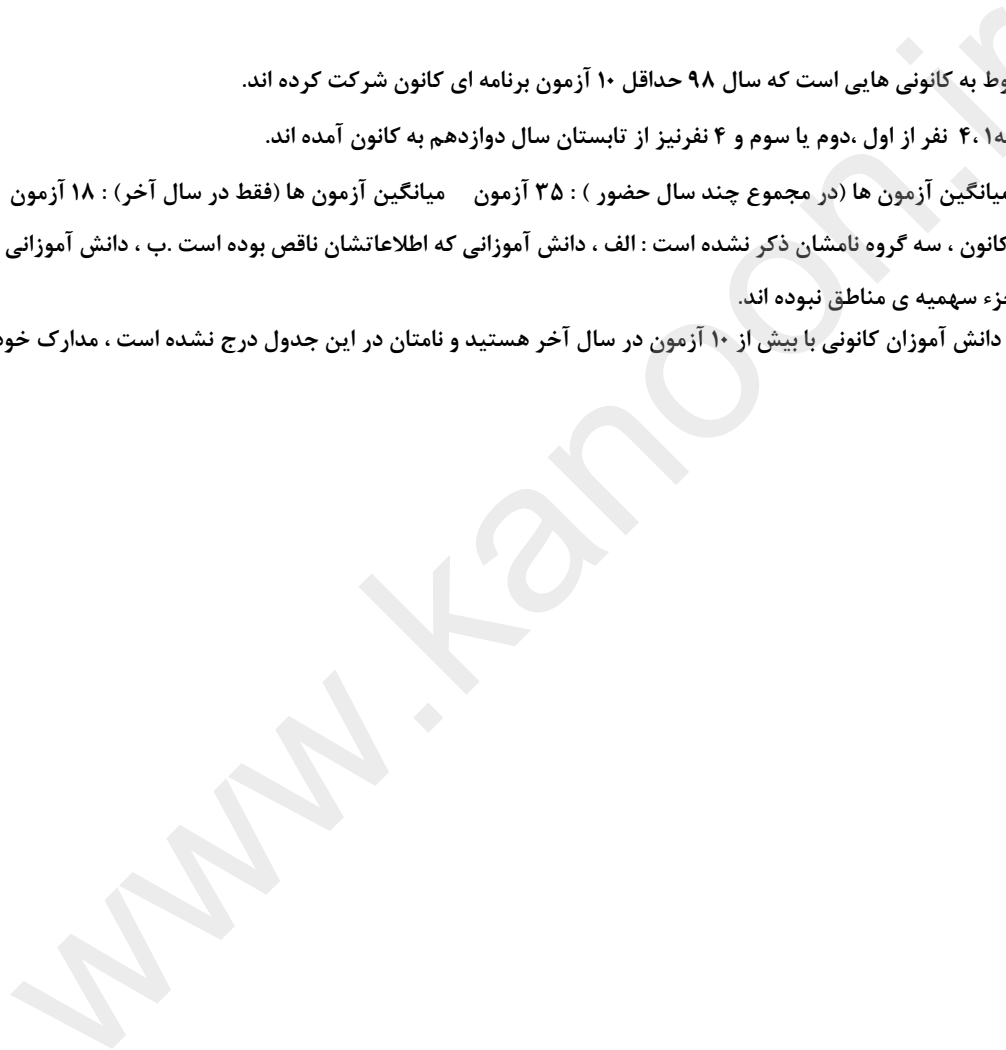 به کانونی هایی است که سال ۹۸ حداقل ۱۰ آزمون برنامه ای کانون شرکت کرده اند.
۴،۱ نفر از اول ،دوم یا سوم و ۴ نفرنیز از تابستان سال دوازدهم به کانون آمده اند.
میانگین آزمون ها (در مجموع چند سال حضور ) : ۳۵ آزمون میانگین آزمون ها (فقط در سال آخر) : ۱۸ آزمون
کانون ، سه گروه نامشان ذکر نشده است : الف ، دانش آموزانی که اطلاعاتشان ناقص بوده است .ب ، دانش آموزانی
جزء سهمیه ی مناطق نبوده اند.
دانش آموزان کانونی با بیش از ۱۰ آزمون در سال آخر هستید و نامتان در این جدول درج نشده است ، مدارک خود
www.kanoon.ir